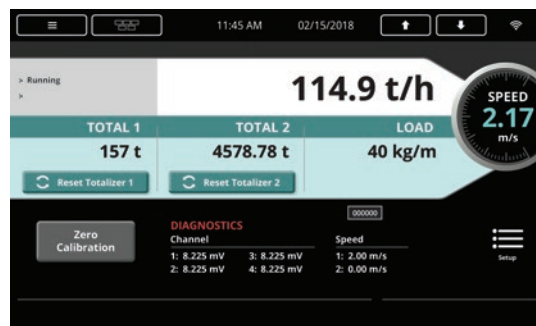 11:45 AM 02/15/2018
> Running
>
114.9 t/h
SPEED
2.17
m/s
TOTAL 1 TOTAL 2 LOAD
157 t 4578.78 t 40 kg/m
Reset Totalizer 1 Reset Totalizer 2
000000
Zero
Calibration
DIAGNOSTICS
Channel Speed
1: 8.225 mV 3: 8.225 mV 1: 2.00 m/s
2: 8.225 mV 4: 8.225 mV 2: 0.00 m/s
Setup